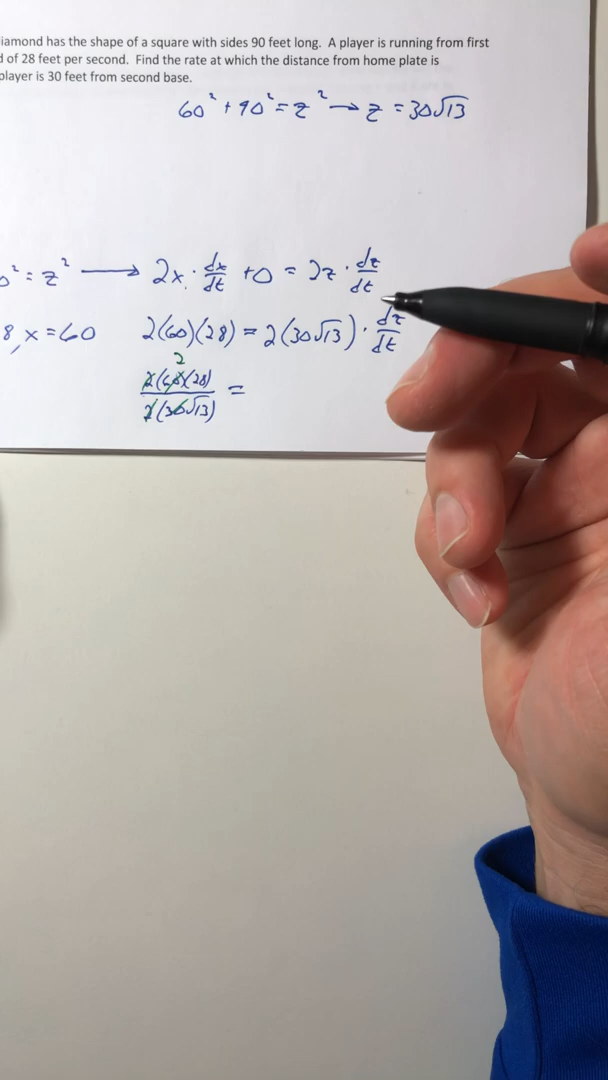 iamond has the shape of a square with sides 90 feet long. A player is running from first
d of 28 feet per second. Find the rate at which the distance from home plate is
player is 30 feet from second base.
60² + 90² = z² → z = 30√13
0² = z² → 2x · dx/dt + 0 = 2z · dz/dt
8, x = 60 2(60)(28) = 2(30√13) · dz/dt
2
2(60)(28) / 2(30√13) =